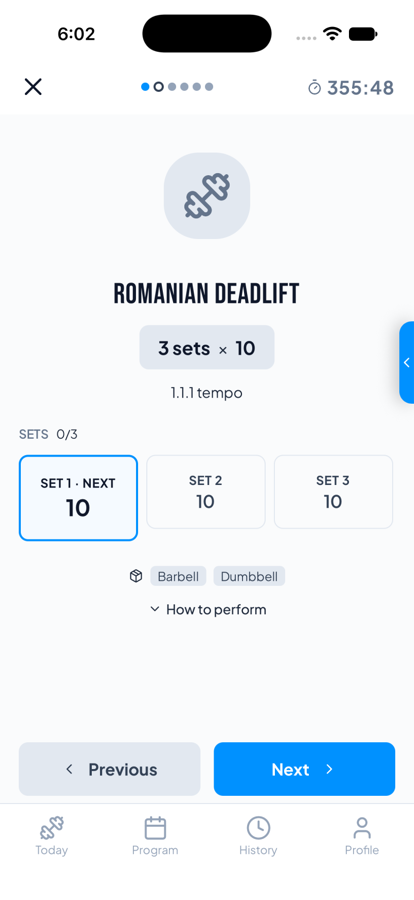 6:02
355:48
ROMANIAN DEADLIFT
3 sets × 10
1.1.1 tempo
SETS 0/3
SET 1 · NEXT
10
SET 2
10
SET 3
10
Barbell Dumbbell
How to perform
Previous Next
Today Program History Profile